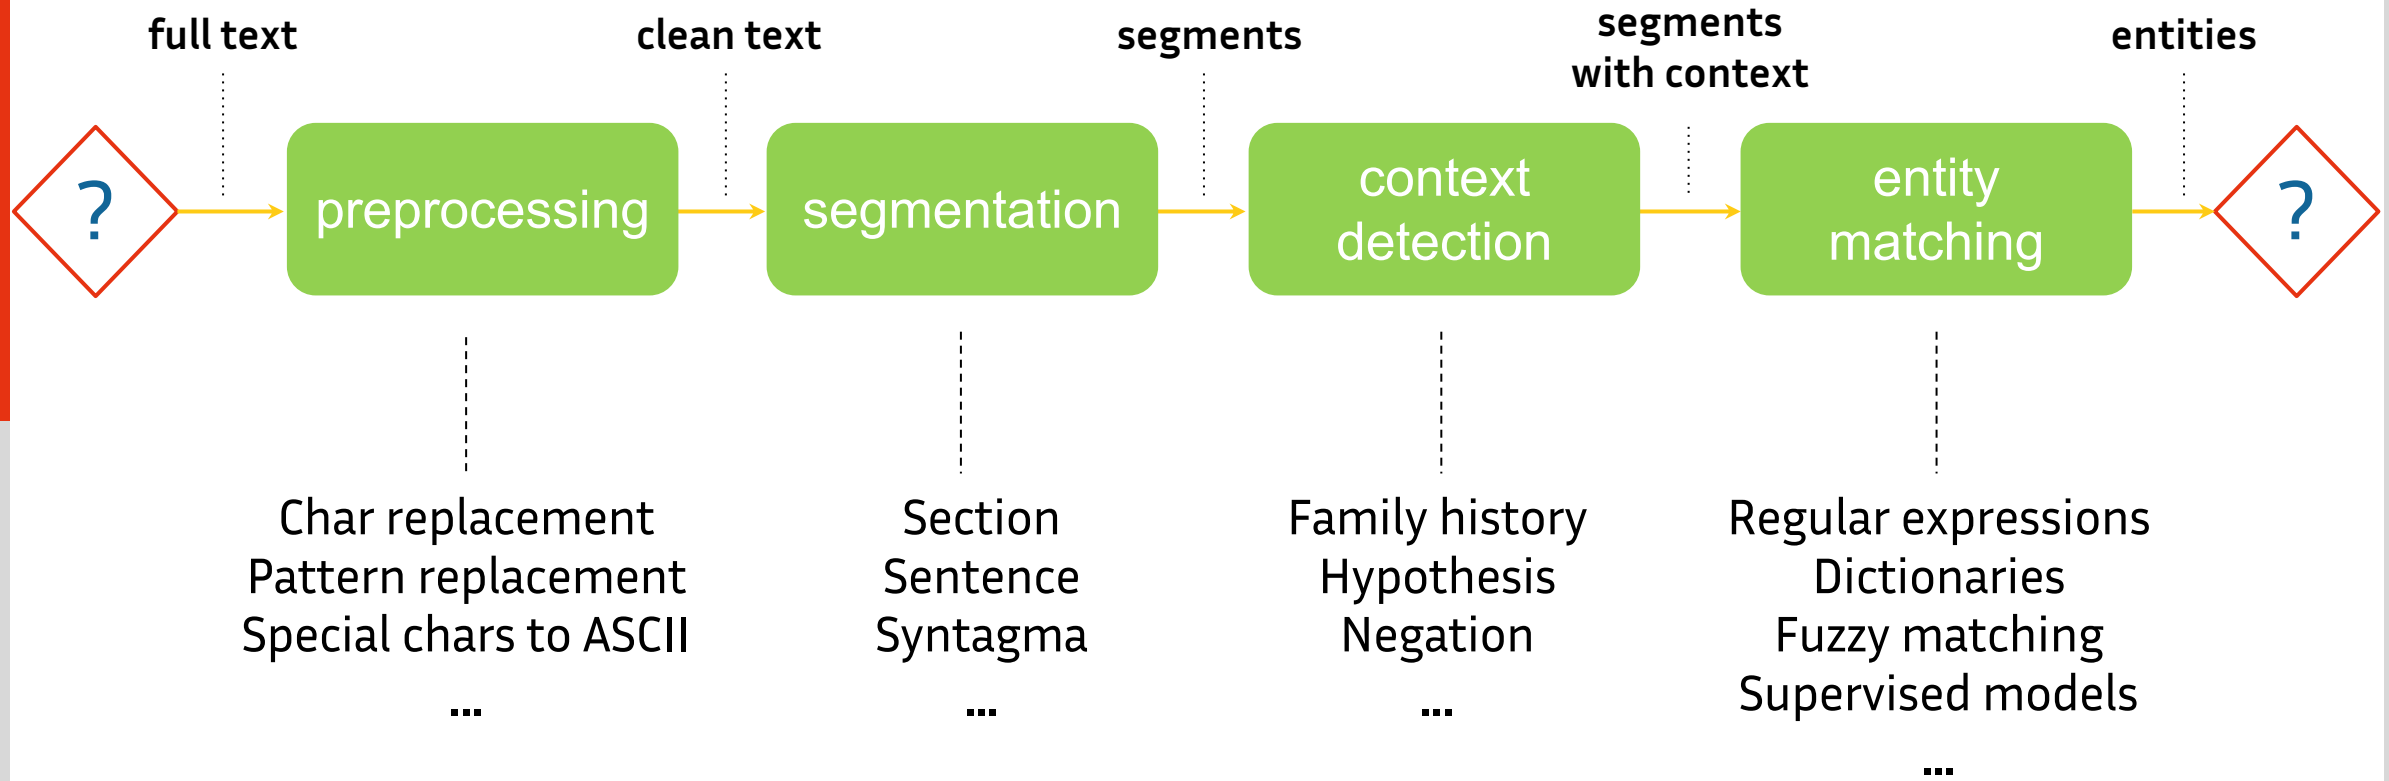 full text
clean text
segments
segments
with context
entities
?
preprocessing
segmentation
context
detection
entity
matching
?
Char replacement
Pattern replacement
Special chars to ASCII
...
Section
Sentence
Syntagma
...
Family history
Hypothesis
Negation
...
Regular expressions
Dictionaries
Fuzzy matching
Supervised models
...